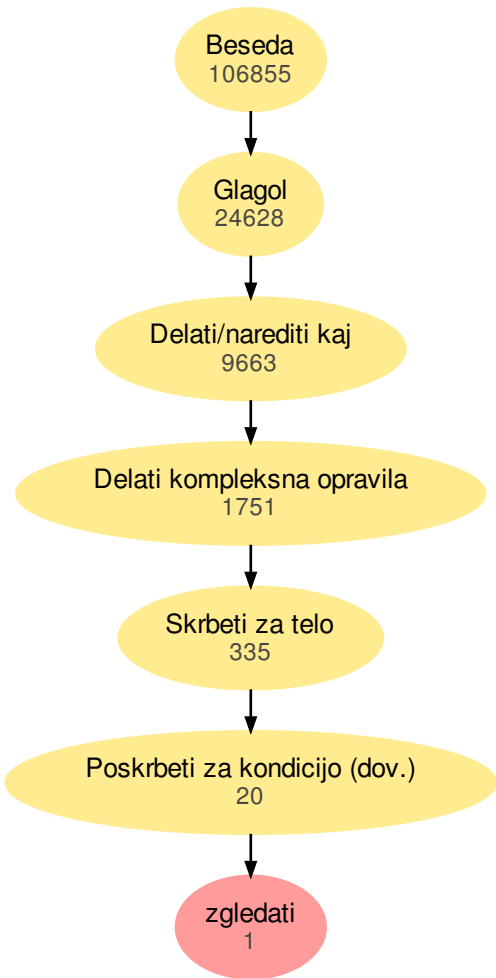 Beseda
106855
Glagol
24628
Delati/narediti kaj
9663
Delati kompleksna opravila
1751
Skrbeti za telo
335
Poskrbeti za kondicijo (dov.)
20
zgledati
1